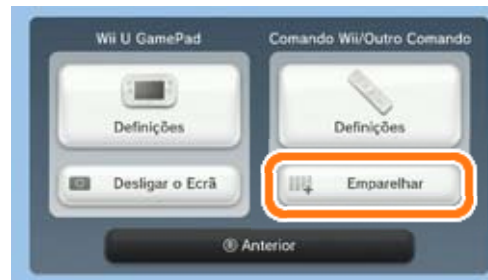 Wii U GamePad
Comando Wii/Outro Comando
Definições
Definições
Desligar o Ecrã
Emparelhar
Ⓑ Anterior